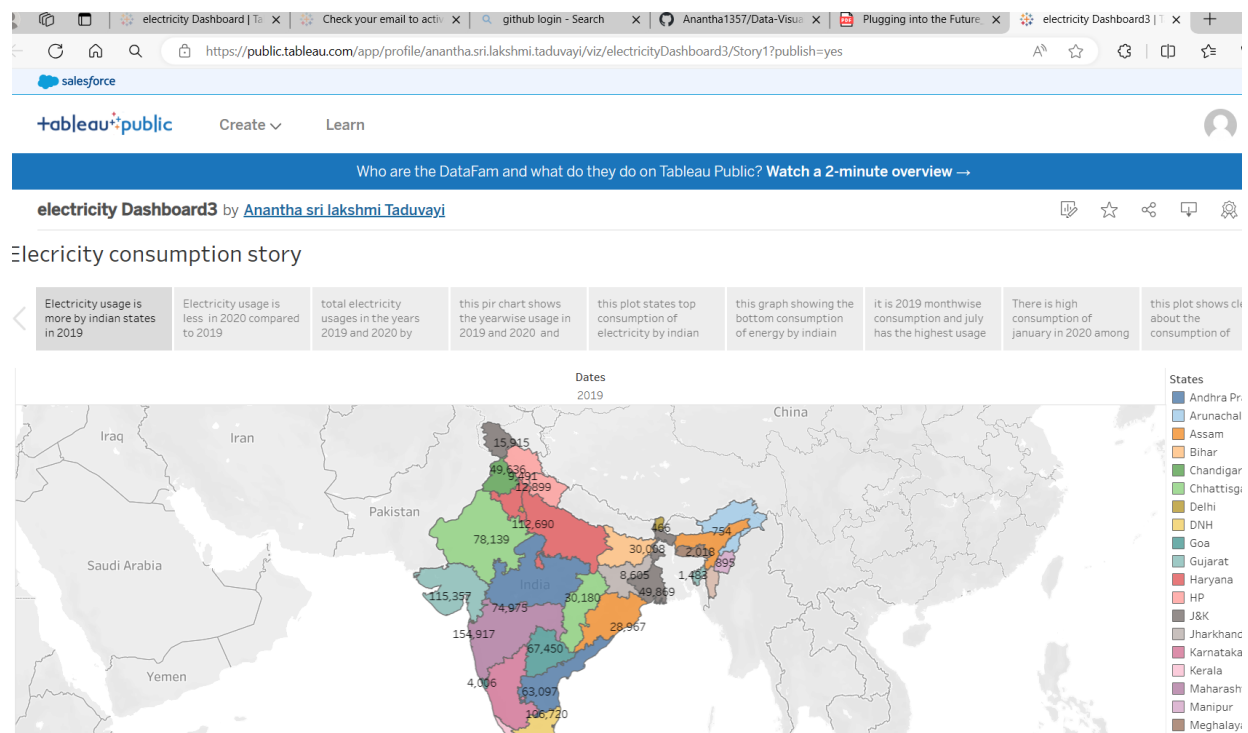 electricity Dashboard | Ta
Check your email to activ
github login - Search
Anantha1357/Data-Visua
Plugging into the Future_
electricity Dashboard3 | T
https://public.tableau.com/app/profile/anantha.sri.lakshmi.taduvayi/viz/electricityDashboard3/Story1?publish=yes
salesforce
+ableau public
Create
Learn
Who are the DataFam and what do they do on Tableau Public? Watch a 2-minute overview →
electricity Dashboard3 by Anantha sri lakshmi Taduvayi
Elecricity consumption story
Electricity usage is
more by indian states
in 2019
Electricity usage is
less in 2020 compared
to 2019
total electricity
usages in the years
2019 and 2020 by
this pir chart shows
the yearwise usage in
2019 and 2020 and
this plot states top
consumption of
electricity by indian
this graph showing the
bottom consumption
of energy by indiain
it is 2019 monthwise
consumption and july
has the highest usage
There is high
consumption of
january in 2020 among
this plot shows cle
about the
consumption of
Dates
2019
States
Andhra Pra
Arunachal
Assam
Bihar
Chandigar
Chhattisga
Delhi
DNH
Goa
Gujarat
Haryana
HP
J&K
Jharkhand
Karnataka
Kerala
Maharash
Manipur
Meghalaya
China
Iraq
Iran
Pakistan
Saudi Arabia
Yemen
India
15,915
49,636
9,491
12,899
112,690
78,139
466
754
30,068
2,018
895
8,605
1,483
115,357
74,975
30,180
49,869
28,967
154,917
67,450
4,006
63,097
106,720